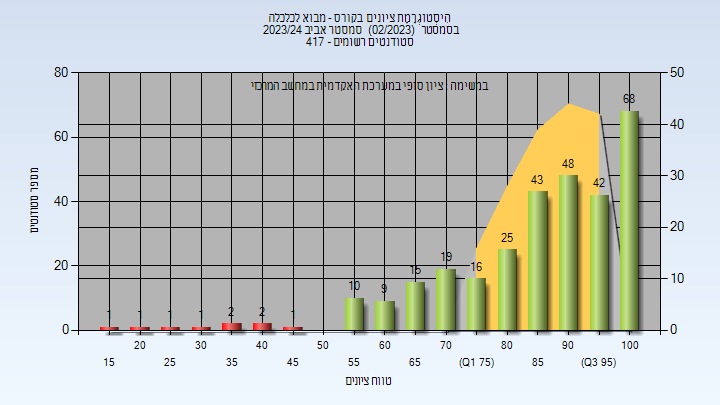 היסטוגרמת ציונים בקורס - מבוא לכלכלה
בסמסטר (02/2023) סמסטר אביב 2023/24
סטודנטים רשומים - 417
במשימה: ציון סופי במערכת האקדמית במחשב המרכזי
80 60 40 20 0
מספר סטודנטים
50 40 30 20 10 0
1 1 1 1 2 2 1 10 9 15 19 16 25 43 48 42 68
20 30 40 50 60 70 80 90 100
15 25 35 45 55 65 (Q1 75) 85 (Q3 95)
טווח ציונים